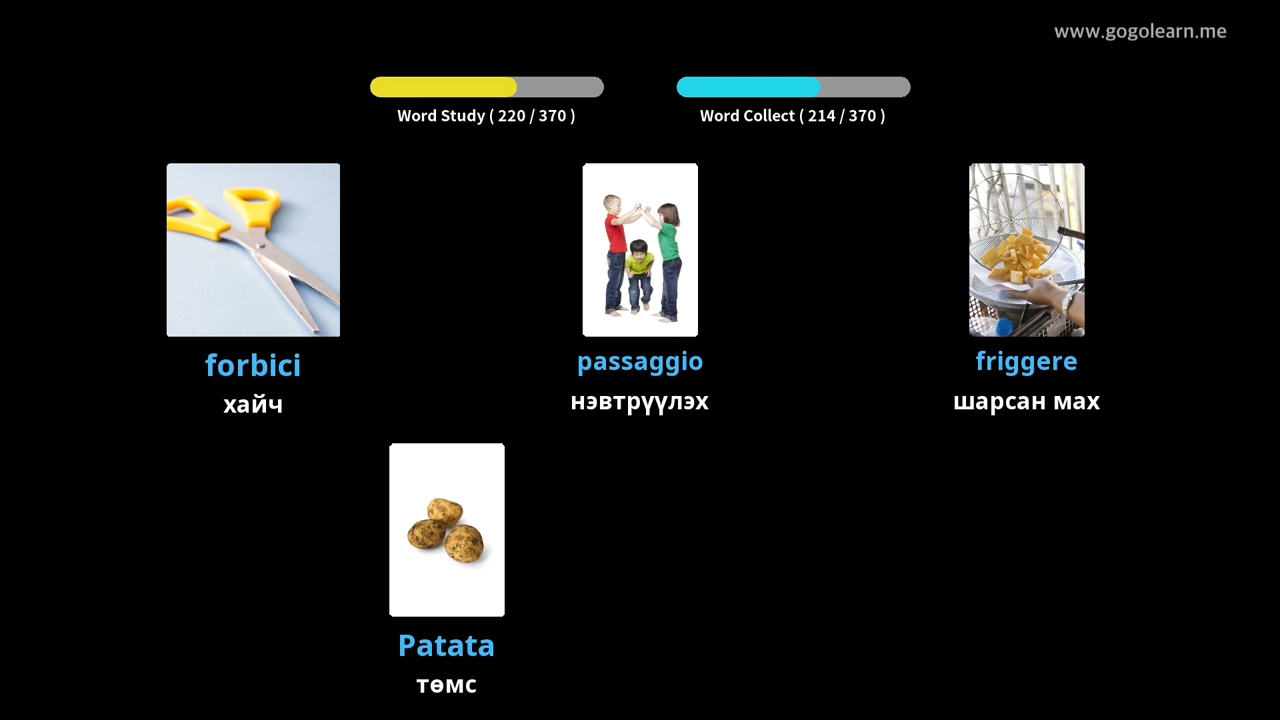 www.gogolearn.me
Word Study ( 220 / 370 )
Word Collect ( 214 / 370 )
forbici
хайч
passaggio
нэвтрүүлэх
friggere
шарсан мах
Patata
төмс